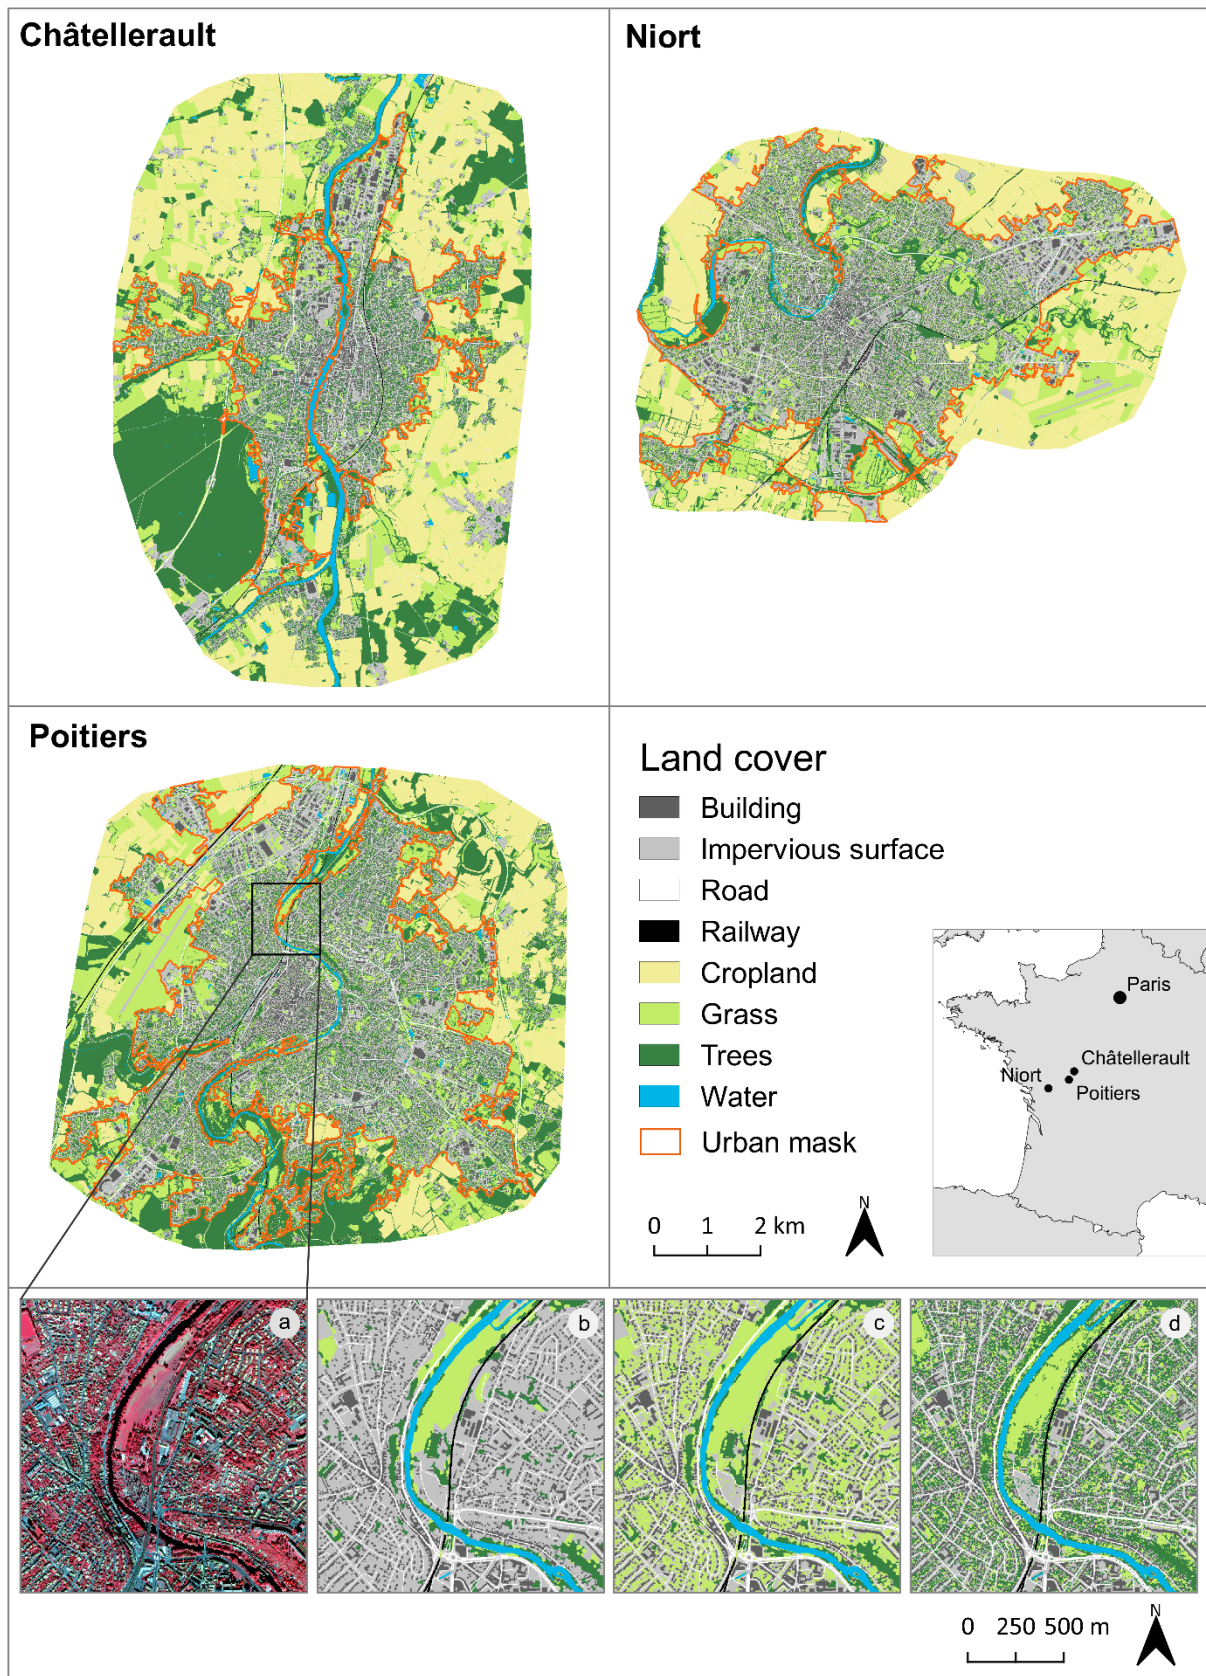 Châtellerault
Niort
Poitiers
Land cover
Building
Impervious surface
Road
Railway
Cropland
Grass
Trees
Water
Urban mask
0 1 2 km
N
Paris
Châtellerault
Niort
Poitiers
a
b
c
d
0 250 500 m
N